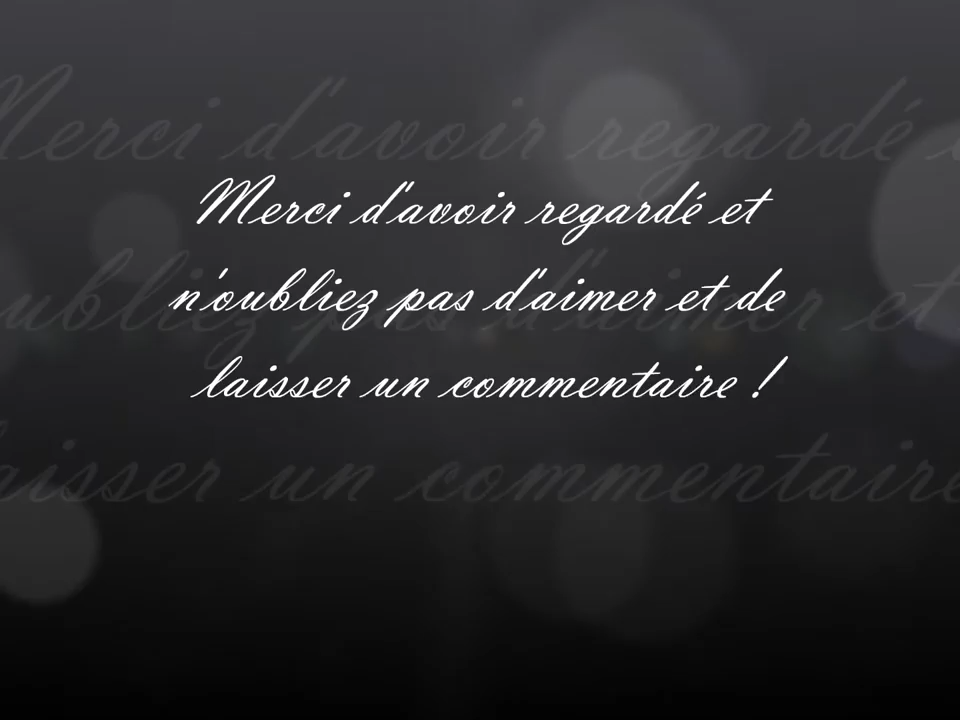 Merci d'avoir regardé et
n'oubliez pas d'aimer et de
laisser un commentaire !